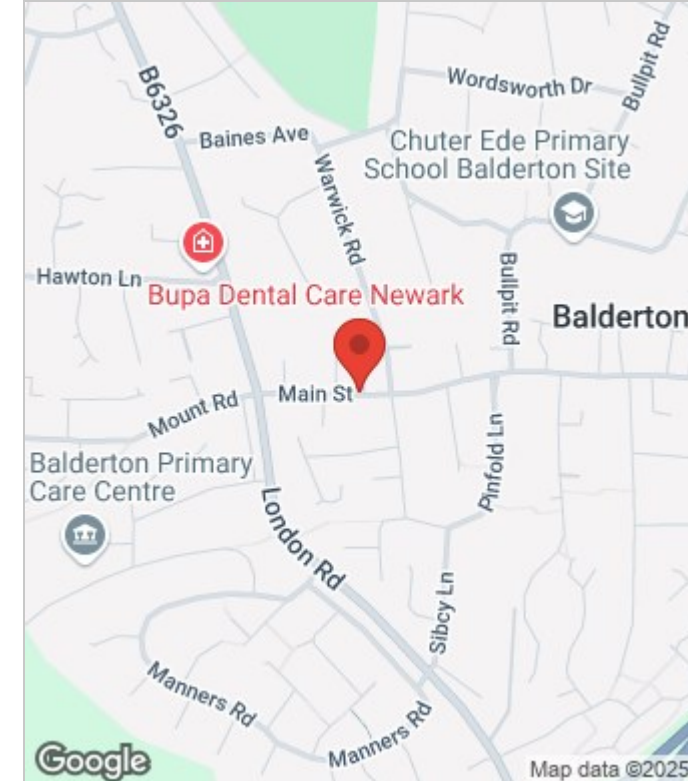 B6326
Bullpit Rd
Wordsworth Dr
Baines Ave
Chuter Ede Primary
School Balderton Site
Warwick Rd
Hawton Ln
Bupa Dental Care Newark
Bullpit Rd
Balderton
Main St
Mount Rd
Pinfold Ln
Balderton Primary
Care Centre
London Rd
Sibcy Ln
Manners Rd
Manners Rd
Google
Map data ©2025